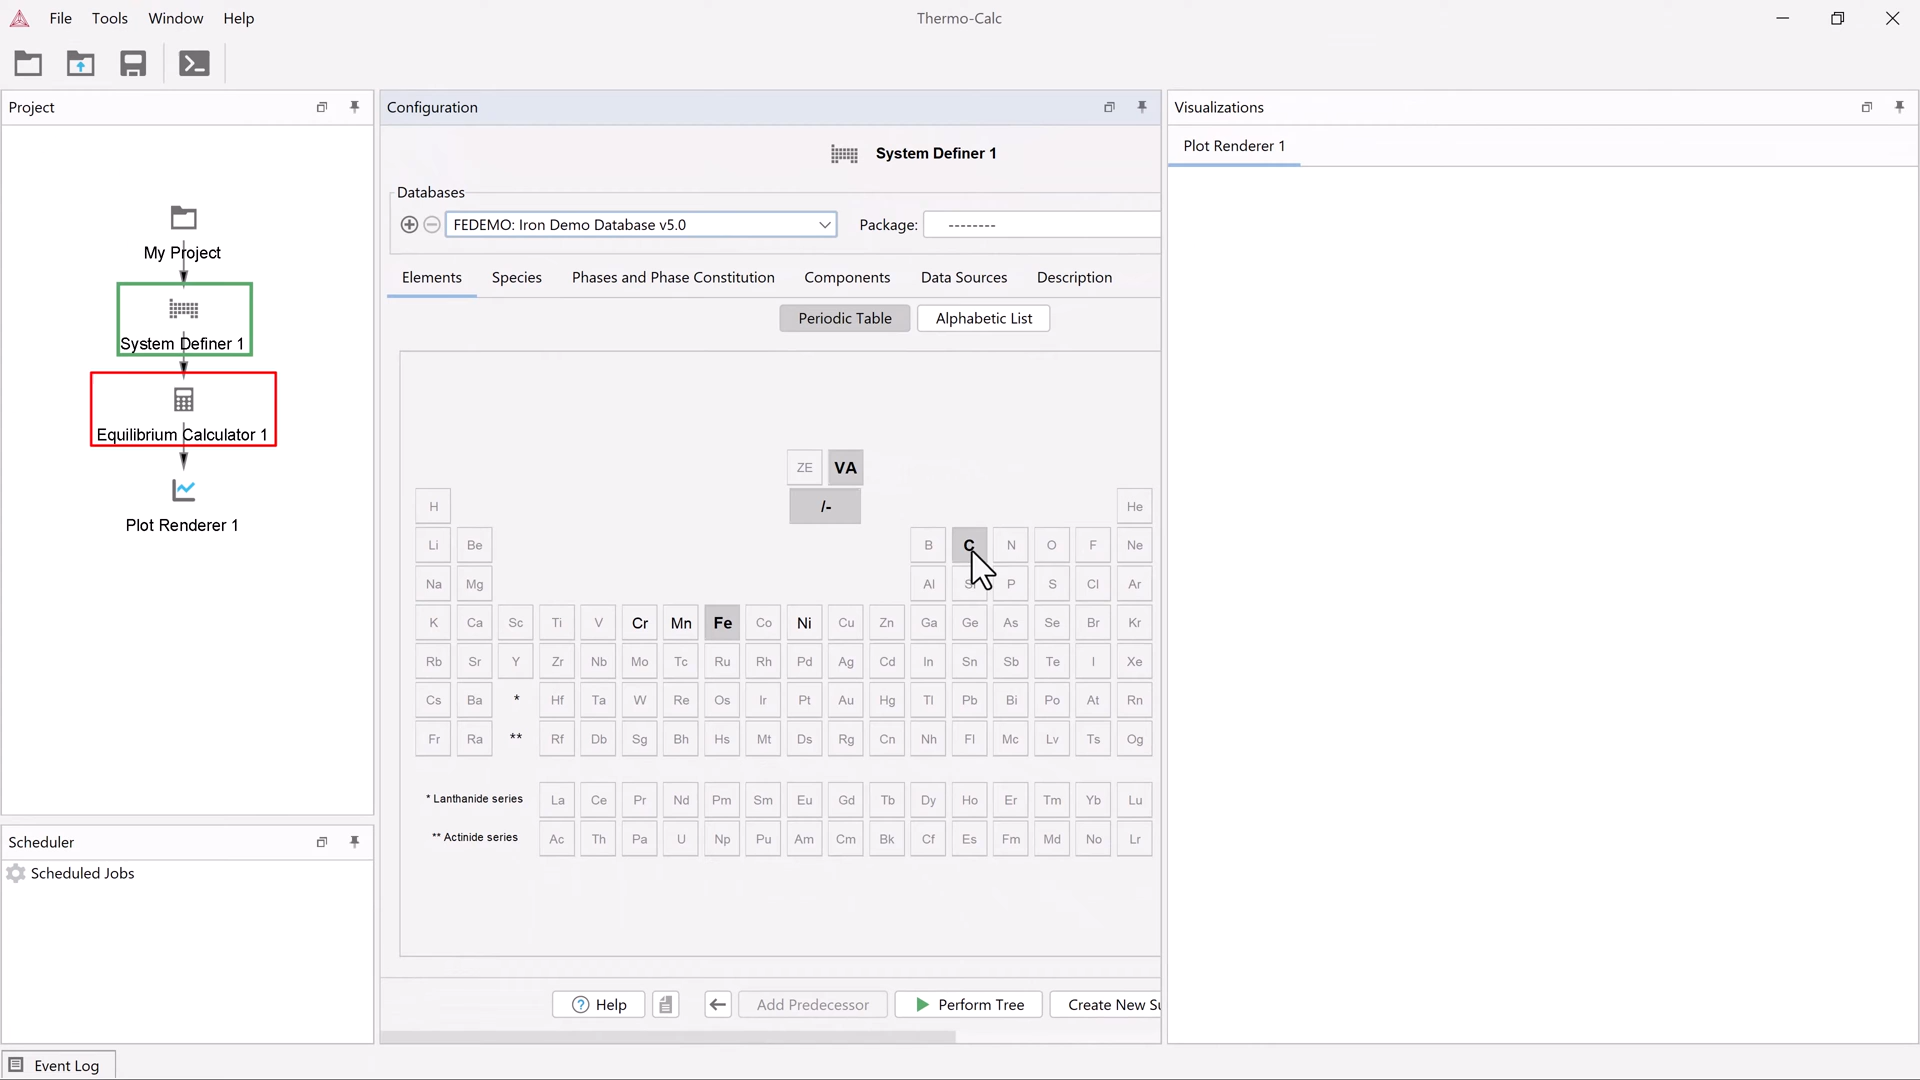 File Tools Window Help Thermo-Calc
Project
Configuration
Visualizations
System Definer 1
Plot Renderer 1
Databases
FEDEMO: Iron Demo Database v5.0 Package: --------
Elements Species Phases and Phase Constitution Components Data Sources Description
Periodic Table Alphabetic List
My Project
System Definer 1
Equilibrium Calculator 1
Plot Renderer 1
ZE VA
H /- He
Li Be B C N O F Ne
Na Mg Al Si P S Cl Ar
K Ca Sc Ti V Cr Mn Fe Co Ni Cu Zn Ga Ge As Se Br Kr
Rb Sr Y Zr Nb Mo Tc Ru Rh Pd Ag Cd In Sn Sb Te I Xe
Cs Ba * Hf Ta W Re Os Ir Pt Au Hg Tl Pb Bi Po At Rn
Fr Ra ** Rf Db Sg Bh Hs Mt Ds Rg Cn Nh Fl Mc Lv Ts Og
* Lanthanide series La Ce Pr Nd Pm Sm Eu Gd Tb Dy Ho Er Tm Yb Lu
** Actinide series Ac Th Pa U Np Pu Am Cm Bk Cf Es Fm Md No Lr
Scheduler
Scheduled Jobs
Help Add Predecessor Perform Tree Create New Su
Event Log